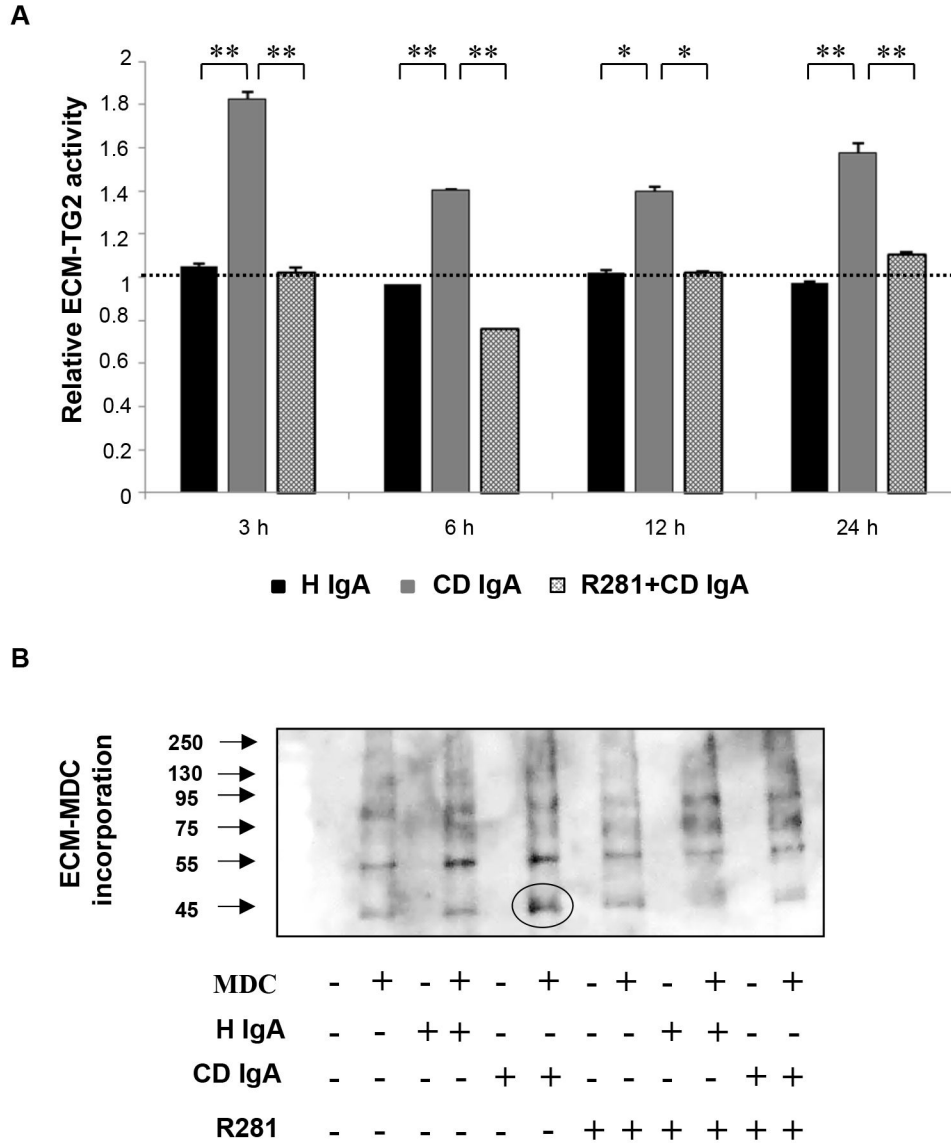 A
** ** ** ** * * ** **
2
1.8
1.6
1.4
1.2
1
0.8
0.6
0.4
0.2
0
Relative ECM-TG2 activity
3 h 6 h 12 h 24 h
H IgA CD IgA R281+CD IgA
B
ECM-MDC
incorporation
250
130
95
75
55
45
MDC - + - + - + - + - + - +
H IgA - - + + - - - - + + - -
CD IgA - - - - + + - - - - + +
R281 - - - - - - + + + + + +